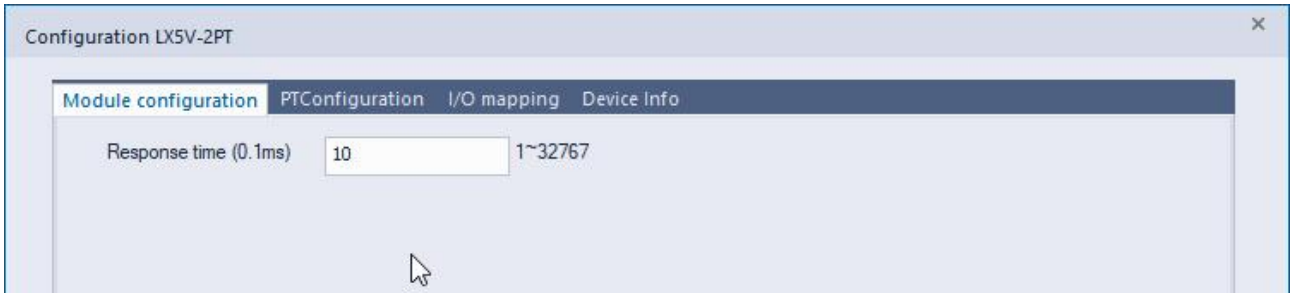 Configuration LX5V-2PT
Module configuration PTConfiguration I/O mapping Device Info
Response time (0.1ms) 10 1~32767